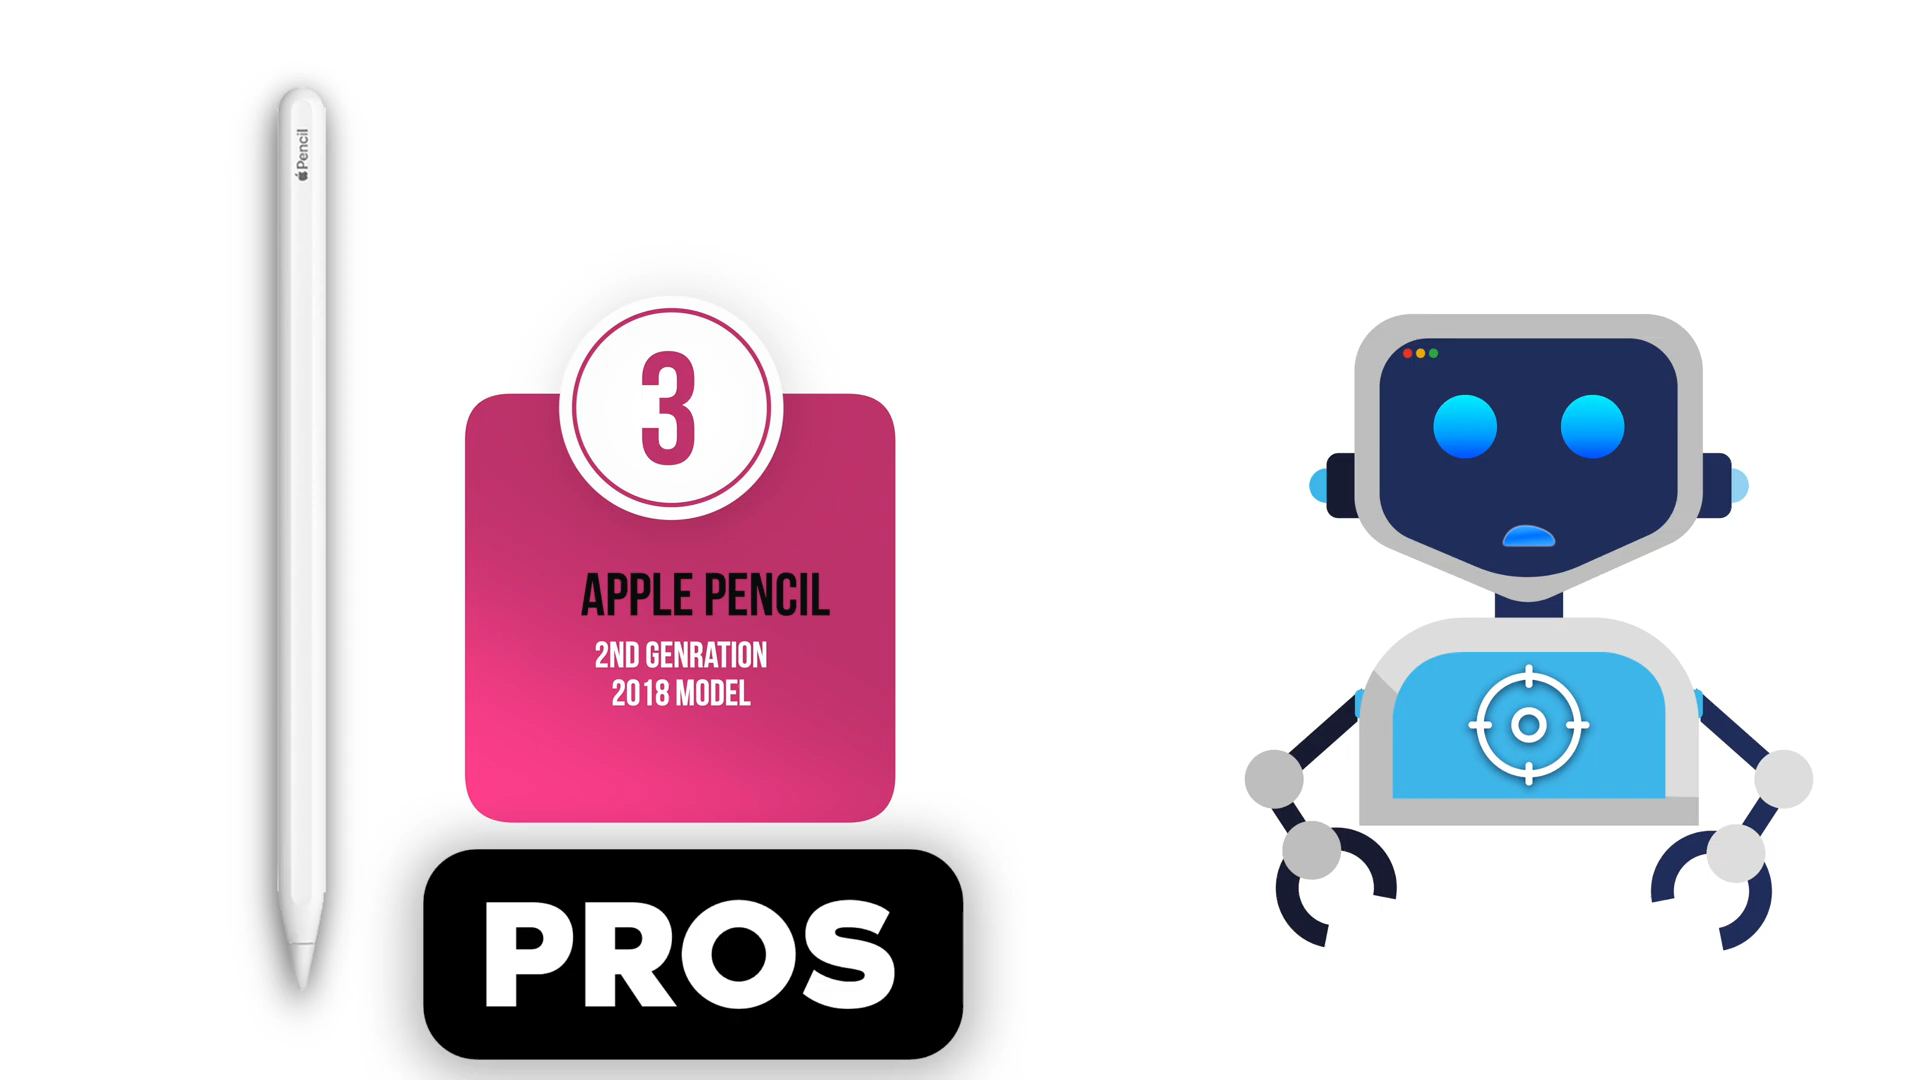 Pencil
3
APPLE PENCIL
2ND GENRATION
2018 MODEL
PROS